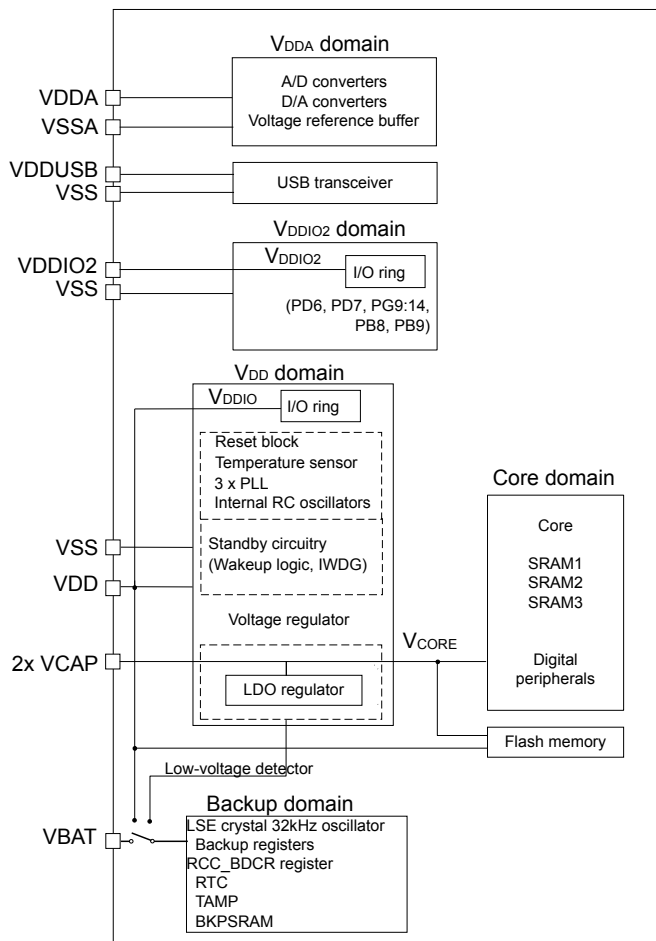 VDDA domain
A/D converters
D/A converters
Voltage reference buffer
VDDA
VSSA
VDDUSB
VSS
USB transceiver
VDDIO2 domain
VDDIO2
VDDIO2
I/O ring
VSS
(PD6, PD7, PG9:14,
PB8, PB9)
VDD domain
VDDIO
I/O ring
Reset block
Temperature sensor
3 x PLL
Internal RC oscillators
Standby circuitry
(Wakeup logic, IWDG)
VSS
VDD
Voltage regulator
2x VCAP
LDO regulator
VCORE
Core domain
Core
SRAM1
SRAM2
SRAM3
Digital
peripherals
Flash memory
Low-voltage detector
Backup domain
VBAT
LSE crystal 32kHz oscillator
Backup registers
RCC_BDCR register
RTC
TAMP
BKPSRAM